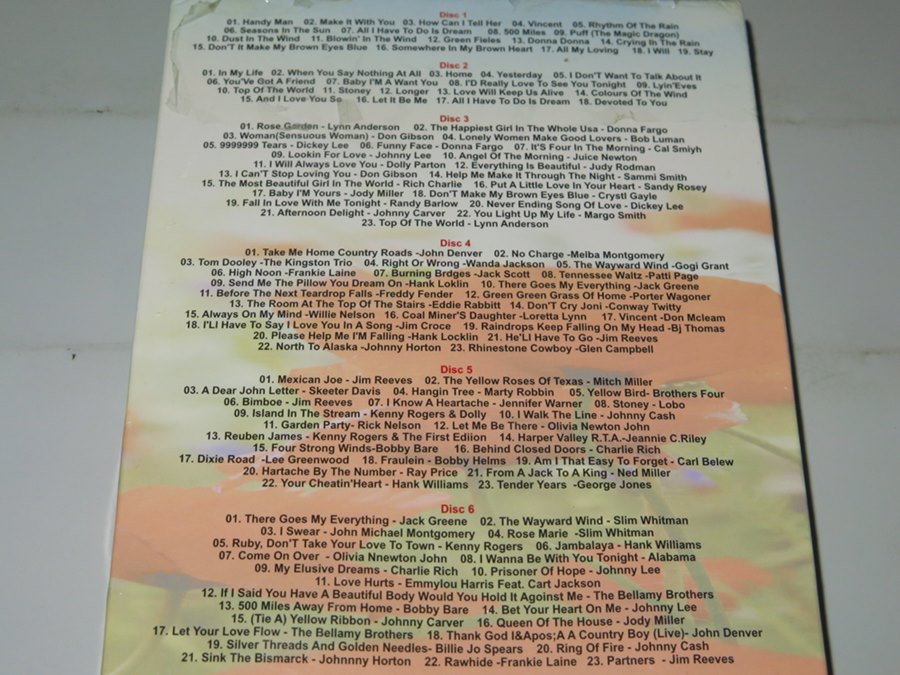 Disc 1
01. Handy Man 02. Make It With You 03. How Can I Tell Her 04. Vincent 05. Rhythm Of The Rain
06. Seasons In The Sun 07. All I Have To Do Is Dream 08. 500 Miles 09. Puff (The Magic Dragon)
10. Dust In The Wind 11. Blowin' In The Wind 12. Green Fieles 13. Donna Donna 14. Crying In The Rain
15. Don'T It Make My Brown Eyes Blue 16. Somewhere In My Brown Heart 17. All My Loving 18. I Will 19. Stay
Disc 2
01. In My Life 02. When You Say Nothing At All 03. Home 04. Yesterday 05. I Don'T Want To Talk About It
06. You'Ve Got A Friend 07. Baby I'M A Want You 08. I'D Really Love To See You Tonight 09. Lyin'Eves
10. Top Of The World 11. Stoney 12. Longer 13. Love Will Keep Us Alive 14. Colours Of The Wind
15. And I Love You So 16. Let It Be Me 17. All I Have To Do Is Dream 18. Devoted To You
Disc 3
01. Rose Garden - Lynn Anderson 02. The Happiest Girl In The Whole Usa - Donna Fargo
03. Woman(Sensuous Woman) - Don Gibson 04. Lonely Women Make Good Lovers - Bob Luman
05. 9999999 Tears - Dickey Lee 06. Funny Face - Donna Fargo 07. It'S Four In The Morning - Cal Smiyh
09. Lookin For Love - Johnny Lee 10. Angel Of The Morning - Juice Newton
11. I Will Always Love You - Dolly Parton 12. Everything Is Beautiful - Judy Rodman
13. I Can'T Stop Loving You - Don Gibson 14. Help Me Make It Through The Night - Sammi Smith
15. The Most Beautiful Girl In The World - Rich Charlie 16. Put A Little Love In Your Heart - Sandy Rosey
17. Baby I'M Yours - Jody Miller 18. Don'T Make My Brown Eyes Blue - Crystl Gayle
19. Fall In Love With Me Tonight - Randy Barlow 20. Never Ending Song Of Love - Dickey Lee
21. Afternoon Delight - Johnny Carver 22. You Light Up My Life - Margo Smith
23. Top Of The World - Lynn Anderson
Disc 4
01. Take Me Home Country Roads -John Denver 02. No Charge -Melba Montgomery
03. Tom Dooley -The Kingston Trio 04. Right Or Wrong -Wanda Jackson 05. The Wayward Wind -Gogi Grant
06. High Noon -Frankie Laine 07. Burning Brdges -Jack Scott 08. Tennessee Waltz -Patti Page
09. Send Me The Pillow You Dream On -Hank Loklin 10. There Goes My Everything -Jack Greene
11. Before The Next Teardrop Falls -Freddy Fender 12. Green Green Grass Of Home -Porter Wagoner
13. The Room At The Top Of The Stairs -Eddie Rabbitt 14. Don'T Cry Joni -Conway Twitty
15. Always On My Mind -Willie Nelson 16. Coal Miner'S Daughter -Loretta Lynn 17. Vincent -Don Mcleam
18. I'Ll Have To Say I Love You In A Song -Jim Croce 19. Raindrops Keep Falling On My Head -Bj Thomas
20. Please Help Me I'M Falling -Hank Locklin 21. He'Ll Have To Go -Jim Reeves
22. North To Alaska -Johnny Horton 23. Rhinestone Cowboy -Glen Campbell
Disc 5
01. Mexican Joe - Jim Reeves 02. The Yellow Roses Of Texas - Mitch Miller
03. A Dear John Letter - Skeeter Davis 04. Hangin Tree - Marty Robbin 05. Yellow Bird- Brothers Four
06. Bimboe - Jim Reeves 07. I Know A Heartache - Jennifer Warner 08. Stoney - Lobo
09. Island In The Stream - Kenny Rogers & Dolly 10. I Walk The Line - Johnny Cash
11. Garden Party- Rick Nelson 12. Let Me Be There - Olivia Newton John
13. Reuben James - Kenny Rogers & The First Ediion 14. Harper Valley R.T.A.-Jeannie C.Riley
15. Four Strong Winds-Bobby Bare 16. Behind Closed Doors - Charlie Rich
17. Dixie Road -Lee Greenwood 18. Fraulein - Bobby Helms 19. Am I That Easy To Forget - Carl Belew
20. Hartache By The Number - Ray Price 21. From A Jack To A King - Ned Miller
22. Your Cheatin'Heart - Hank Williams 23. Tender Years -George Jones
Disc 6
01. There Goes My Everything - Jack Greene 02. The Wayward Wind - Slim Whitman
03. I Swear - John Michael Montgomery 04. Rose Marie -Slim Whitman
05. Ruby, Don'T Take Your Love To Town - Kenny Rogers 06. Jambalaya - Hank Williams
07. Come On Over - Olivia Nnewton John 08. I Wanna Be With You Tonight - Alabama
09. My Elusive Dreams - Charlie Rich 10. Prisoner Of Hope - Johnny Lee
11. Love Hurts - Emmylou Harris Feat. Cart Jackson
12. If I Said You Have A Beautiful Body Would You Hold It Against Me - The Bellamy Brothers
13. 500 Miles Away From Home - Bobby Bare 14. Bet Your Heart On Me - Johnny Lee
15. (Tie A) Yellow Ribbon - Johnny Carver 16. Queen Of The House - Jody Miller
17. Let Your Love Flow - The Bellamy Brothers 18. Thank God I&Apos;A A Country Boy (Live)- John Denver
19. Silver Threads And Golden Needles- Billie Jo Spears 20. Ring Of Fire - Johnny Cash
21. Sink The Bismarck - Johnnny Horton 22. Rawhide -Frankie Laine 23. Partners - Jim Reeves